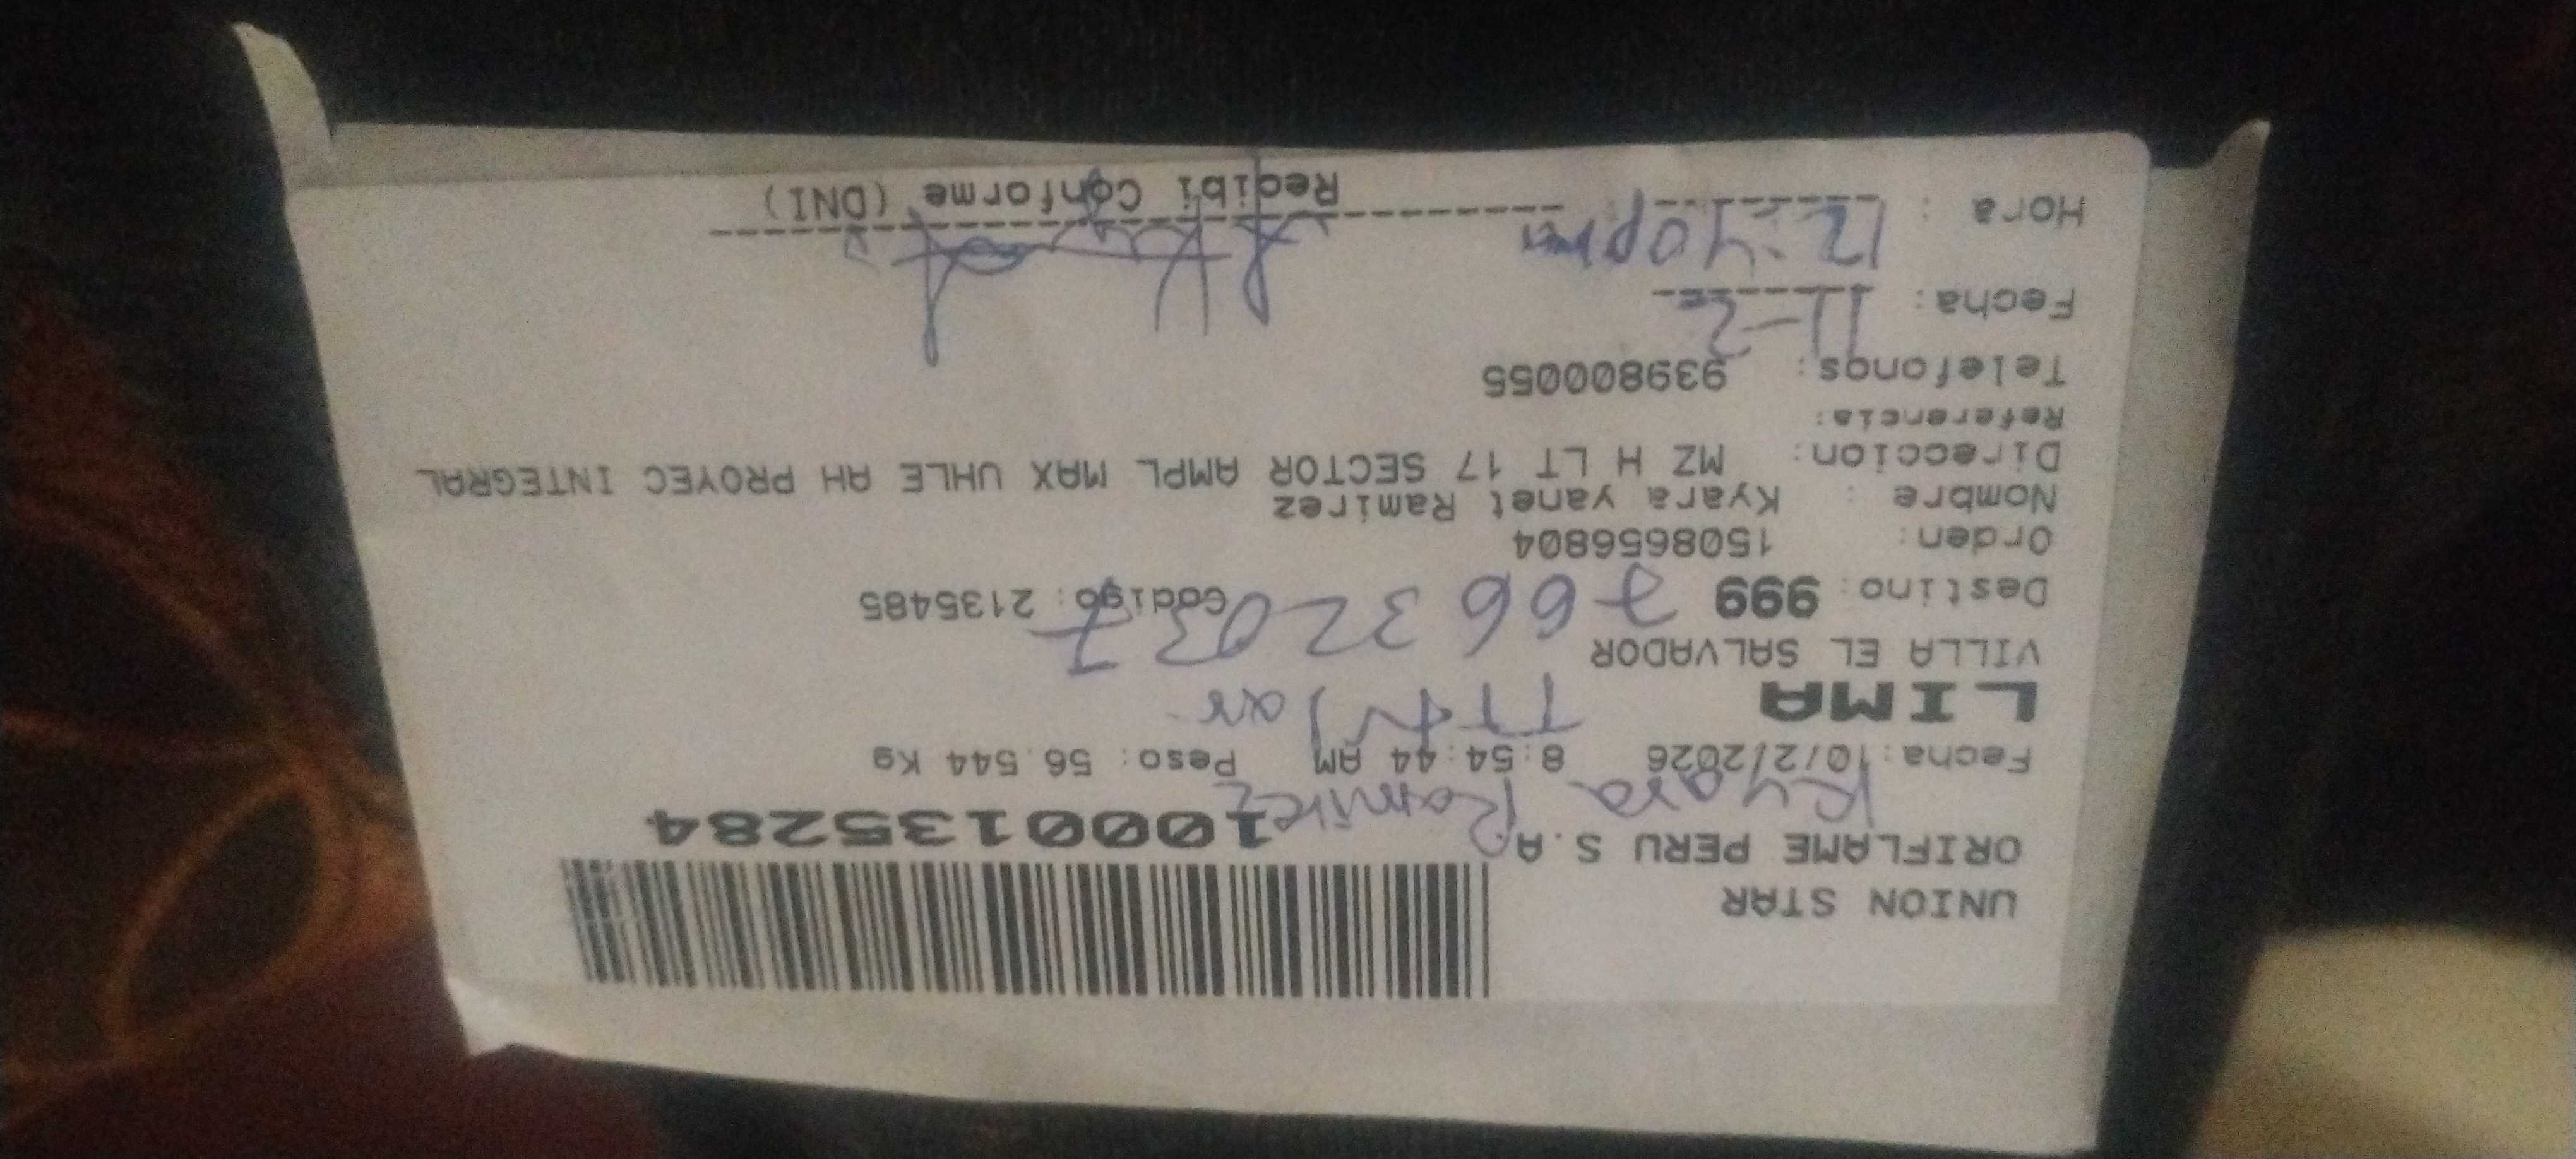 UNION STAR
ORIFLAME PERU S.A.
1000135284
Kyara Ramirez
Fecha: 10/2/2026 8:54:44 AM Peso: 56.544 Kg
LIMA
VILLA EL SALVADOR
76632037
Destino: 999 Codigo: 2135485
Orden: 1508656804
Nombre : Kyara yanet Ramirez
Direccion: MZ H LT 17 SECTOR AMPL MAX UHLE AH PROYEC INTEGRAL
Referencia:
Telefonos: 939800055
Fecha: 11-2
Hora : 12:40pm
Recibi Conforme (DNI)